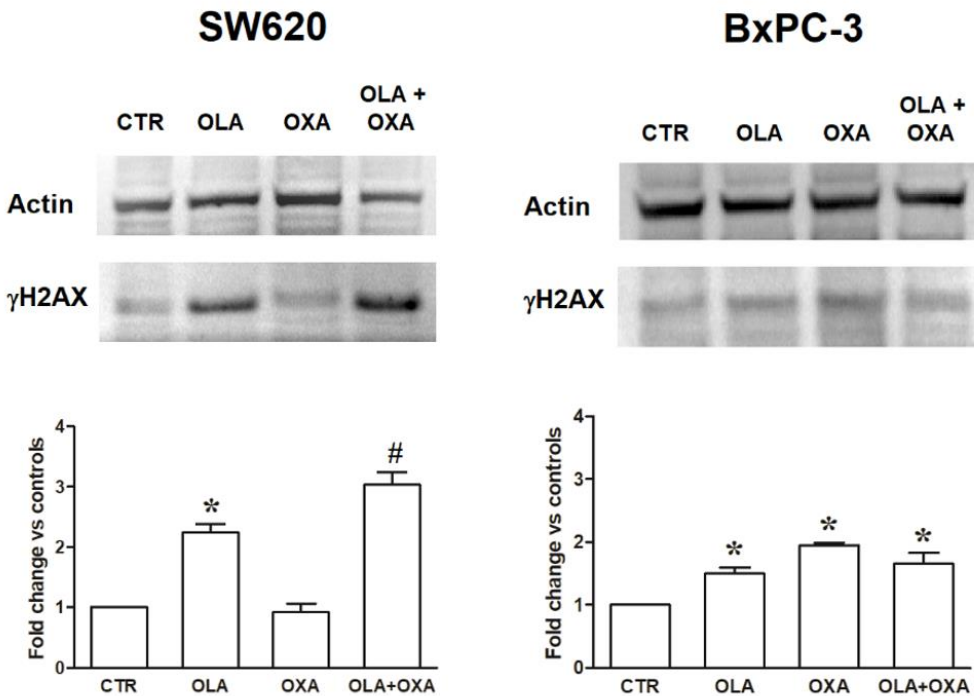 SW620
CTR OLA OXA OLA + OXA
Actin
γH2AX
Fold change vs controls
4
3
2
1
0
*
#
CTR OLA OXA OLA+OXA
BxPC-3
CTR OLA OXA OLA + OXA
Actin
γH2AX
Fold change vs controls
4
3
2
1
0
* * *
CTR OLA OXA OLA+OXA